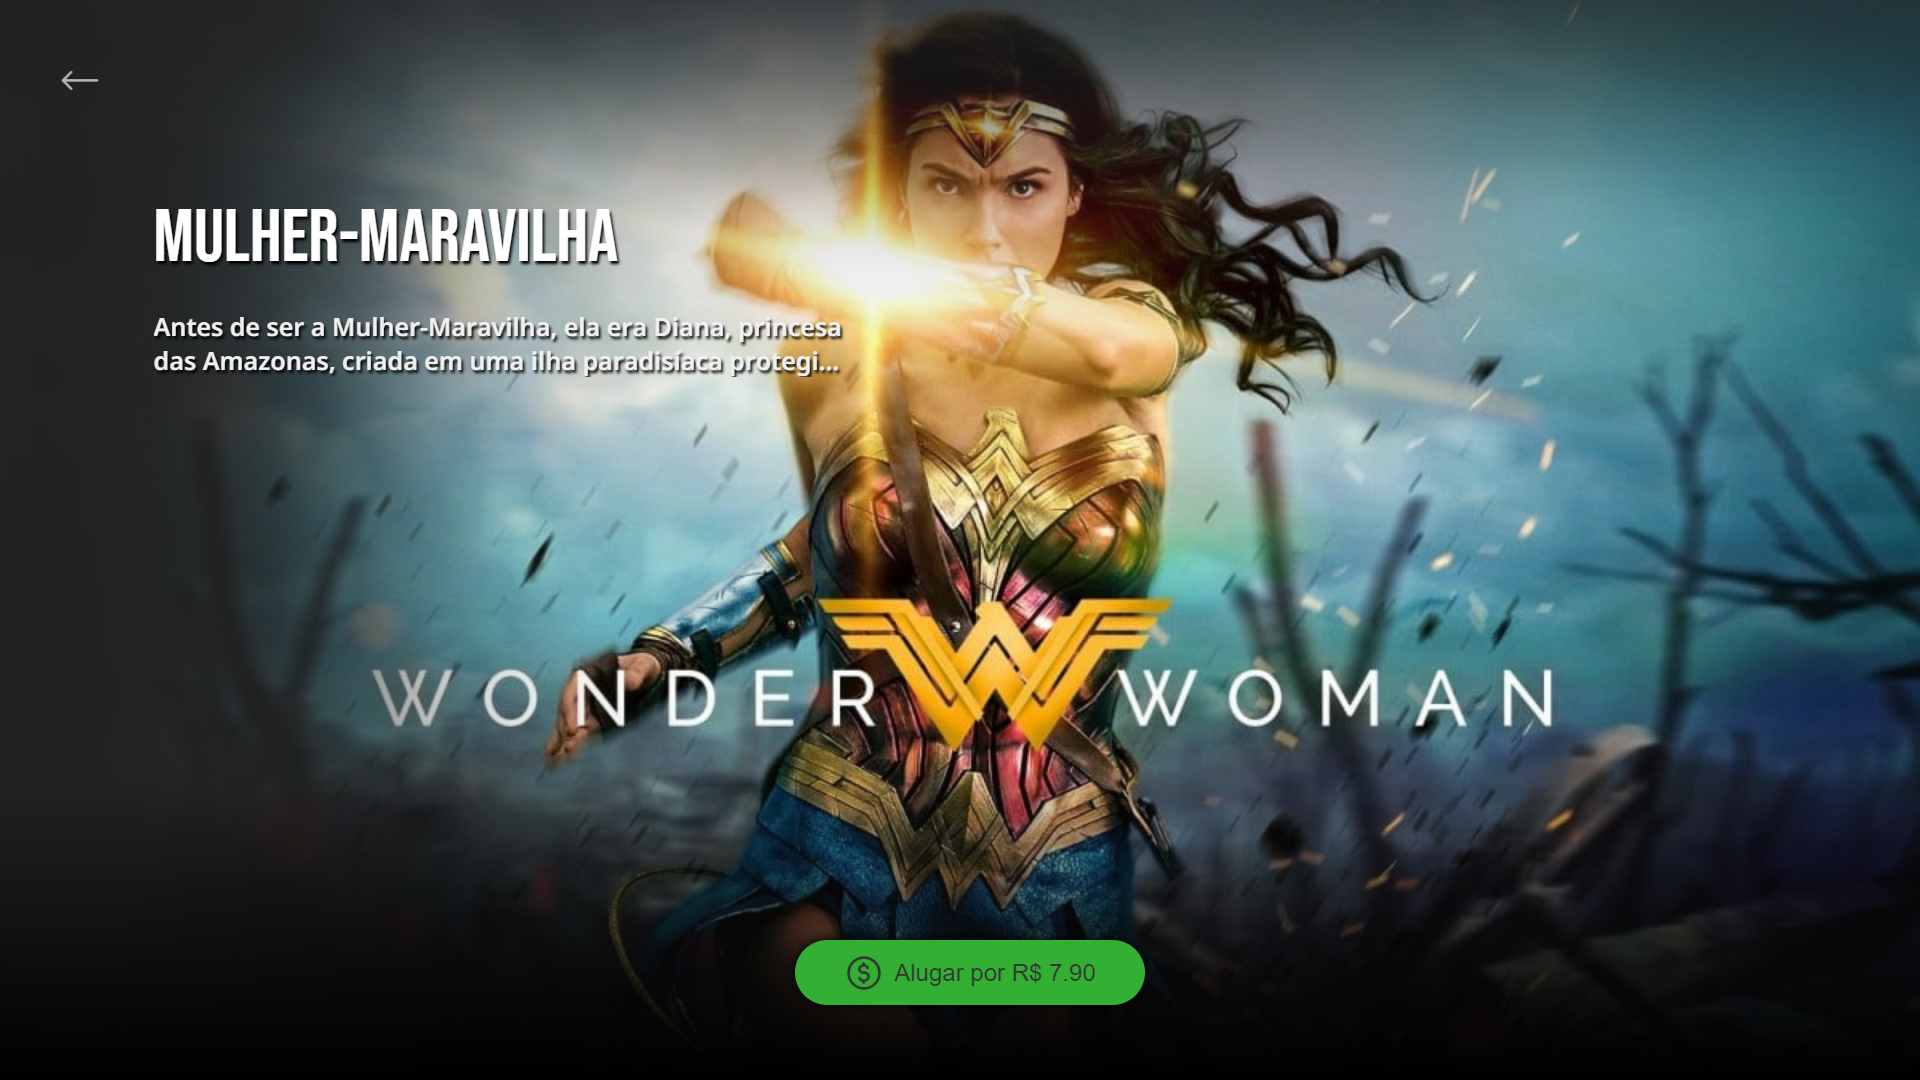 MULHER-MARAVILHA
Antes de ser a Mulher-Maravilha, ela era Diana, princesa
das Amazonas, criada em uma ilha paradisíaca protegi...
WONDER WOMAN
Alugar por R$ 7.90